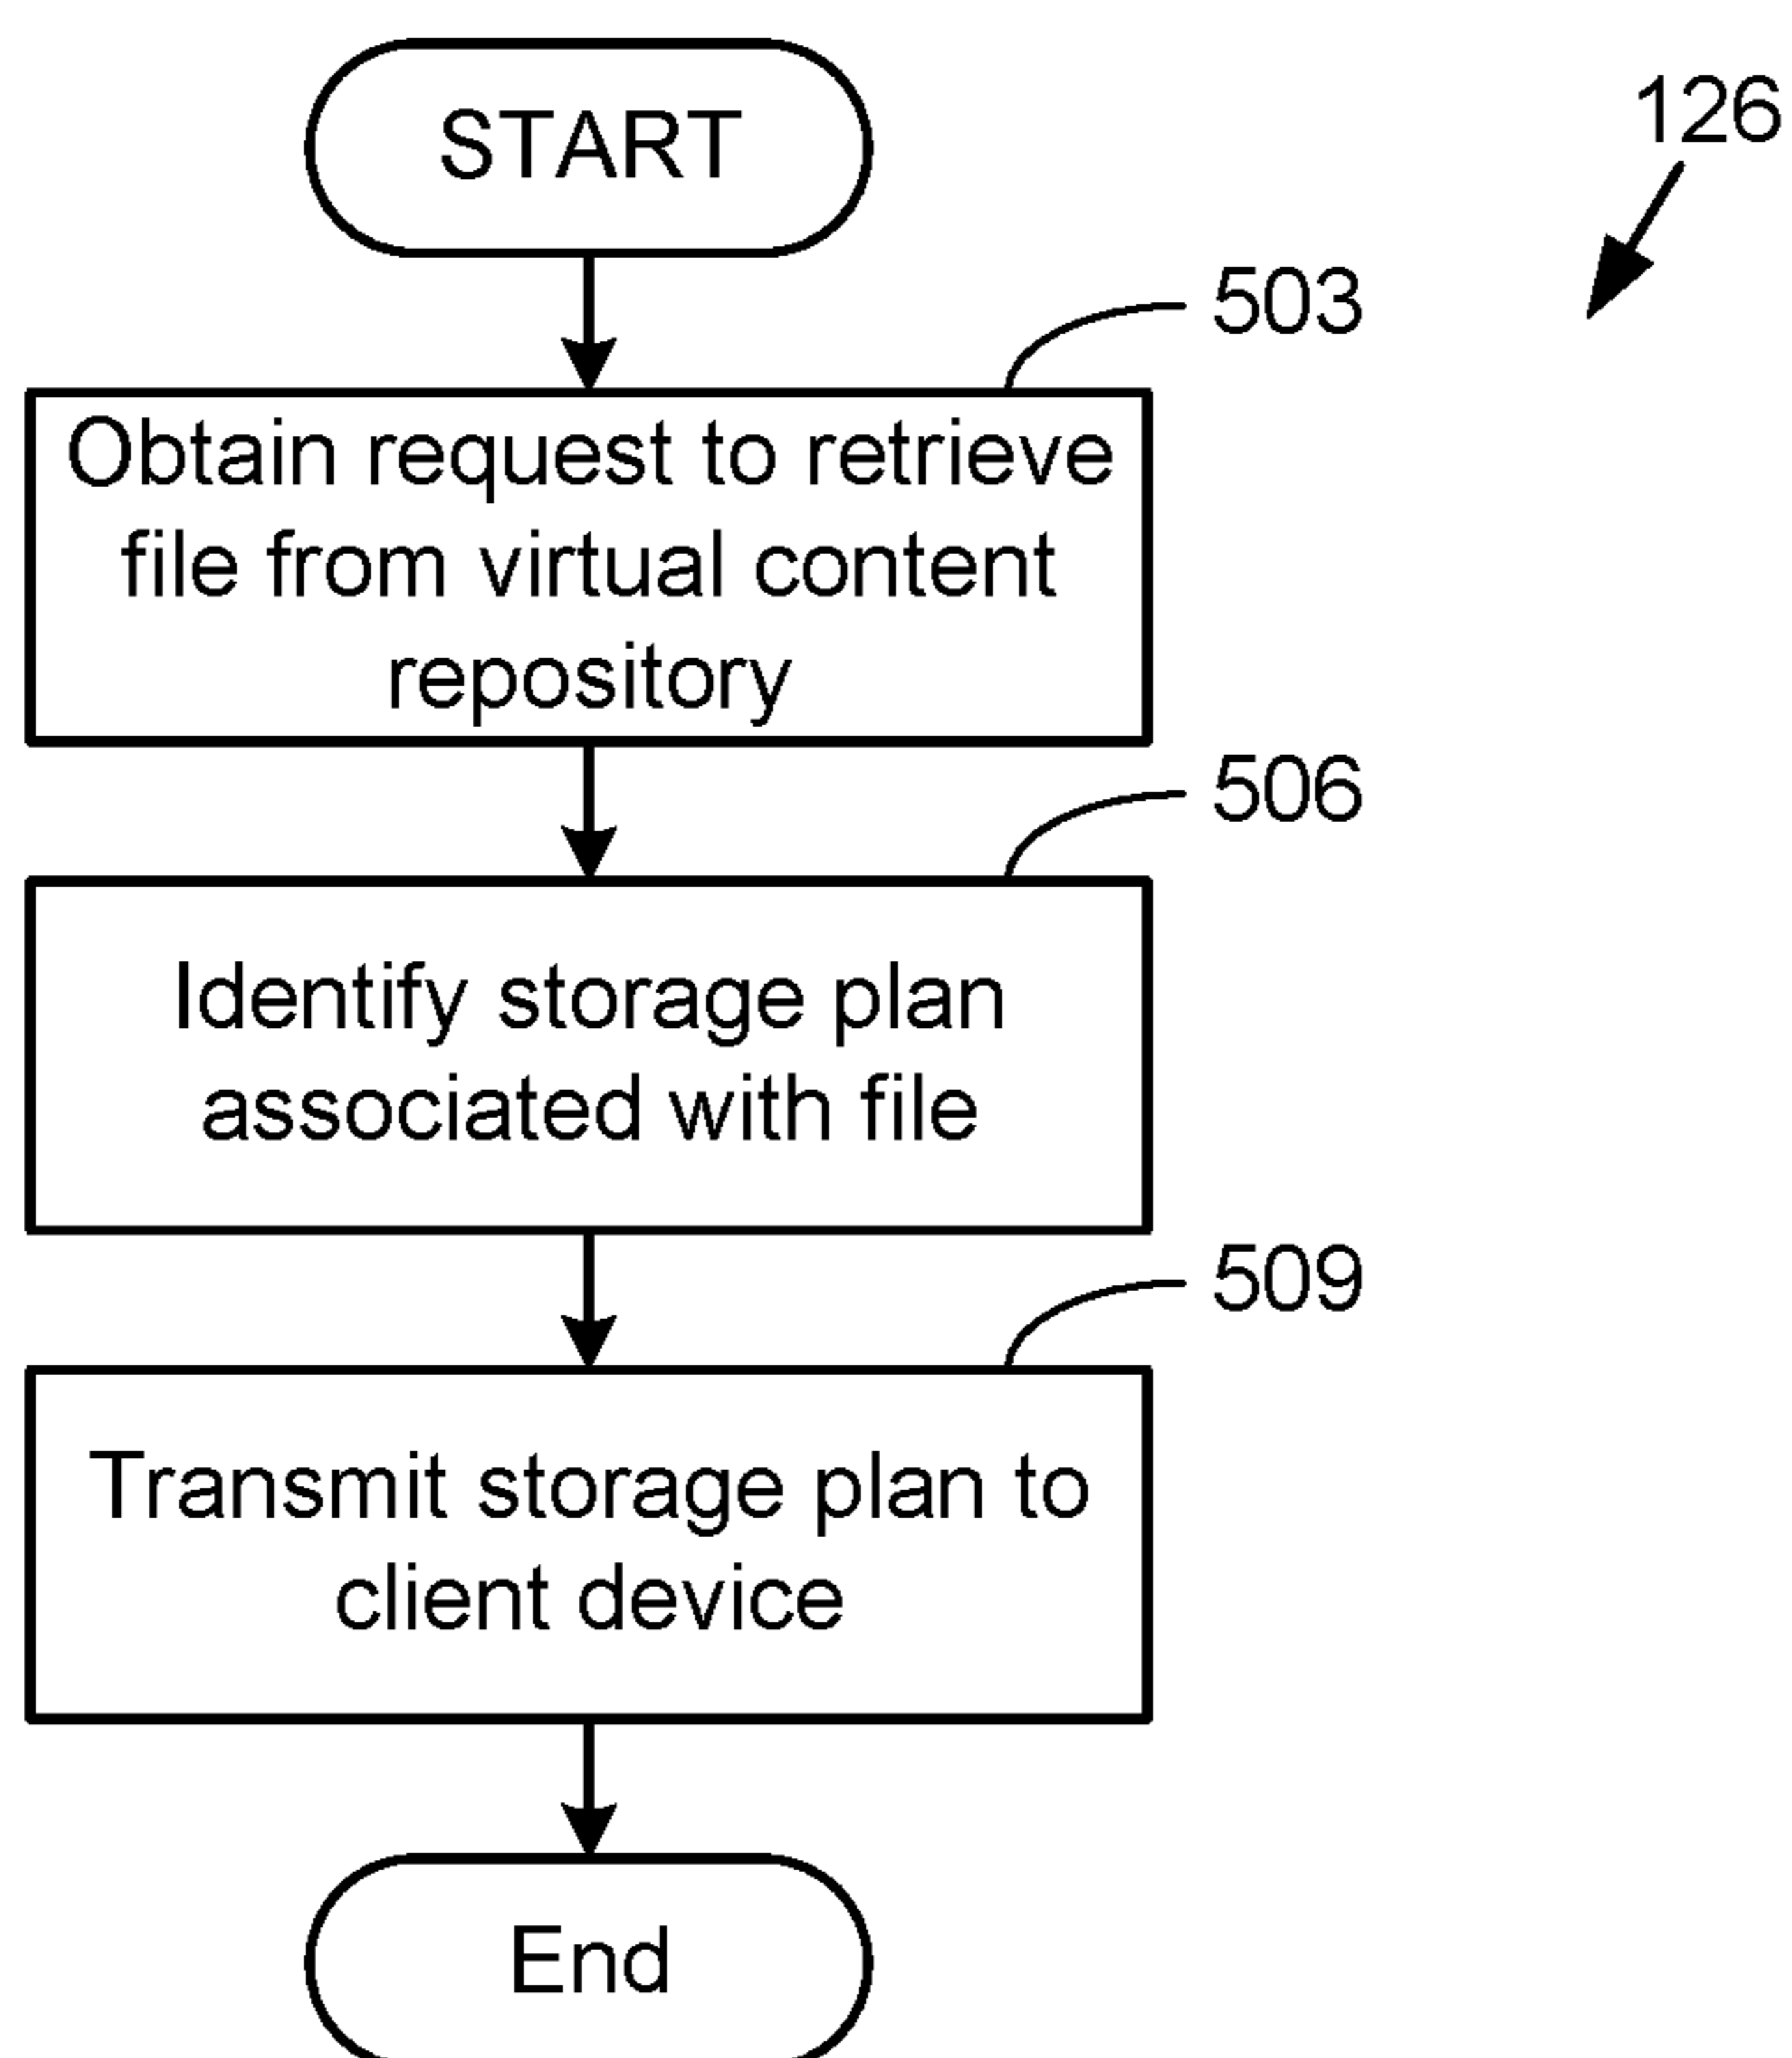 START
126
503
Obtain request to retrieve
file from virtual content
repository
506
Identify storage plan
associated with file
509
Transmit storage plan to
client device
End